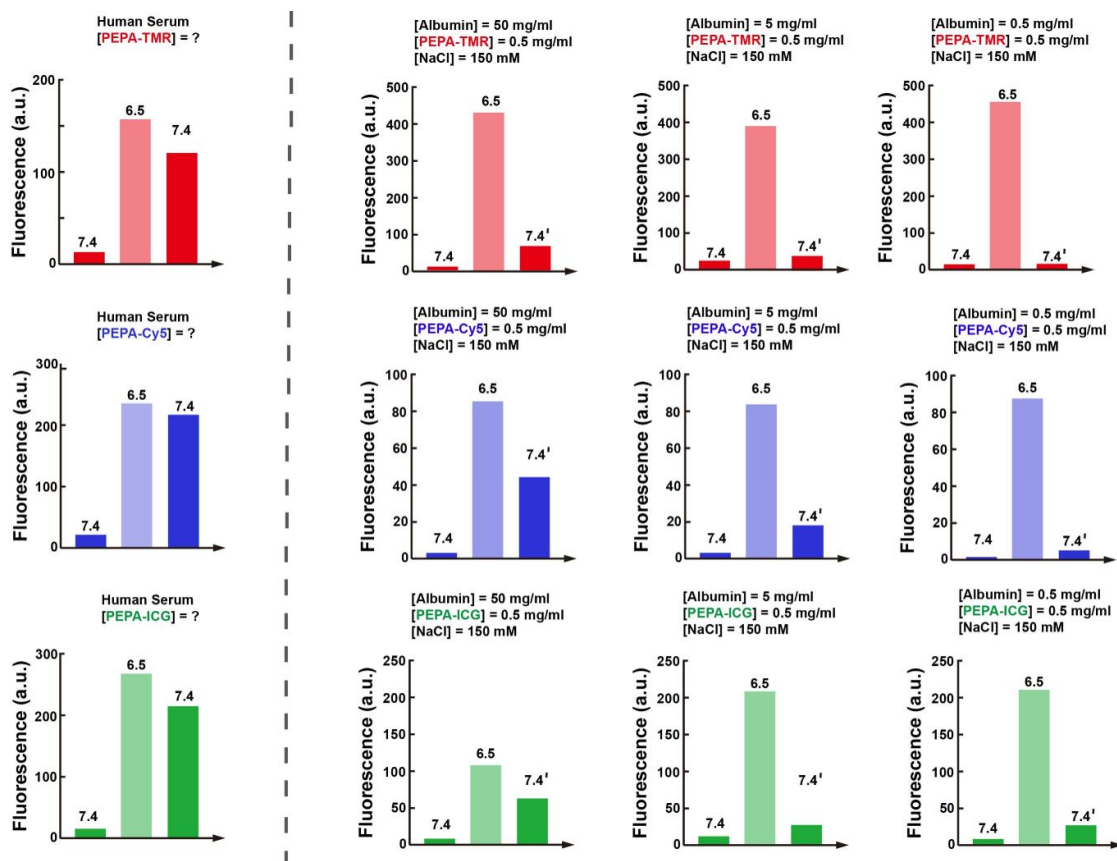 Human Serum
[PEPA-TMR] = ?
Fluorescence (a.u.)
200
100
0
7.4
6.5
7.4
[Albumin] = 50 mg/ml
[PEPA-TMR] = 0.5 mg/ml
[NaCl] = 150 mM
Fluorescence (a.u.)
500
400
300
200
100
0
7.4
6.5
7.4'
[Albumin] = 5 mg/ml
[PEPA-TMR] = 0.5 mg/ml
[NaCl] = 150 mM
Fluorescence (a.u.)
500
400
300
200
100
0
7.4
6.5
7.4'
[Albumin] = 0.5 mg/ml
[PEPA-TMR] = 0.5 mg/ml
[NaCl] = 150 mM
Fluorescence (a.u.)
500
400
300
200
100
0
7.4
6.5
7.4'
Human Serum
[PEPA-Cy5] = ?
Fluorescence (a.u.)
300
200
100
0
7.4
6.5
7.4
[Albumin] = 50 mg/ml
[PEPA-Cy5] = 0.5 mg/ml
[NaCl] = 150 mM
Fluorescence (a.u.)
100
80
60
40
20
0
7.4
6.5
7.4'
[Albumin] = 5 mg/ml
[PEPA-Cy5] = 0.5 mg/ml
[NaCl] = 150 mM
Fluorescence (a.u.)
100
80
60
40
20
0
7.4
6.5
7.4'
[Albumin] = 0.5 mg/ml
[PEPA-Cy5] = 0.5 mg/ml
[NaCl] = 150 mM
Fluorescence (a.u.)
100
80
60
40
20
0
7.4
6.5
7.4'
Human Serum
[PEPA-ICG] = ?
Fluorescence (a.u.)
300
200
100
0
7.4
6.5
7.4
[Albumin] = 50 mg/ml
[PEPA-ICG] = 0.5 mg/ml
[NaCl] = 150 mM
Fluorescence (a.u.)
250
200
150
100
50
0
7.4
6.5
7.4'
[Albumin] = 5 mg/ml
[PEPA-ICG] = 0.5 mg/ml
[NaCl] = 150 mM
Fluorescence (a.u.)
250
200
150
100
50
0
7.4
6.5
7.4'
[Albumin] = 0.5 mg/ml
[PEPA-ICG] = 0.5 mg/ml
[NaCl] = 150 mM
Fluorescence (a.u.)
250
200
150
100
50
0
7.4
6.5
7.4'